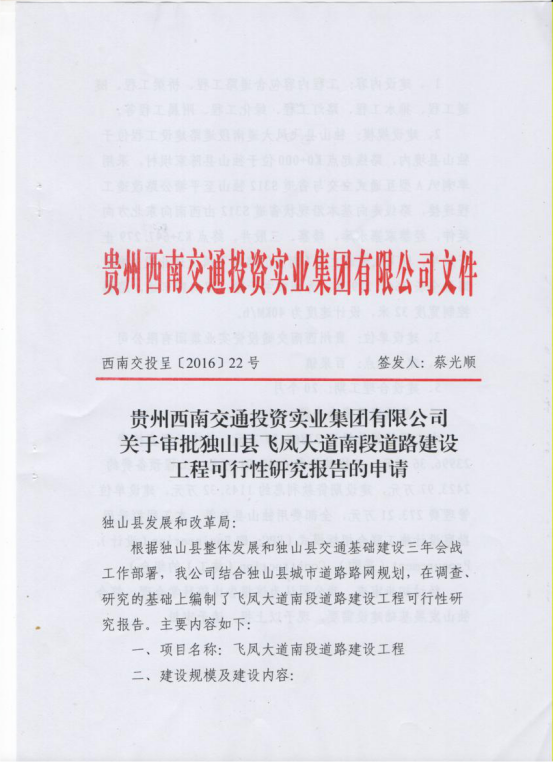 贵州西南交通投资实业集团有限公司文件
西南交投呈〔2016〕22号 签发人：蔡光顺
贵州西南交通投资实业集团有限公司
关于审批独山县飞凤大道南段道路建设
工程可行性研究报告的申请
独山县发展和改革局：
根据独山县整体发展和独山县交通基础建设三年会战
工作部署，我公司结合独山县城市道路路网规划，在调查、
研究的基础上编制了飞凤大道南段道路建设工程可行性研
究报告。主要内容如下：
一、项目名称：飞凤大道南段道路建设工程
二、建设规模及建设内容：